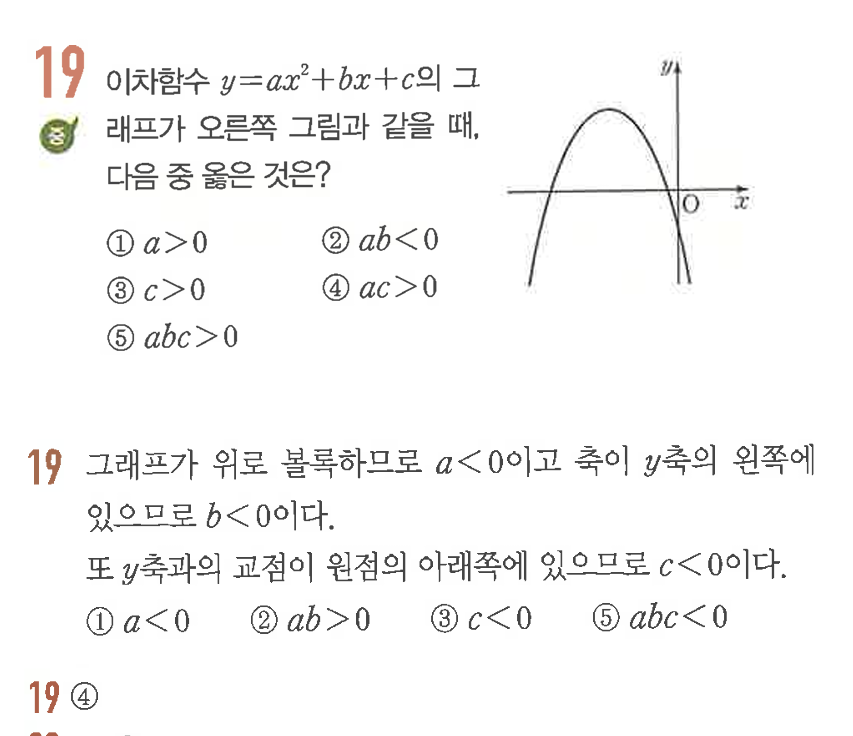 19 이차함수 y=ax²+bx+c의 그
중 래프가 오른쪽 그림과 같을 때,
다음 중 옳은 것은?
① a>0 ② ab<0
③ c>0 ④ ac>0
⑤ abc>0
y
O x
19 그래프가 위로 볼록하므로 a<0이고 축이 y축의 왼쪽에
있으므로 b<0이다.
또 y축과의 교점이 원점의 아래쪽에 있으므로 c<0이다.
① a<0 ② ab>0 ③ c<0 ⑤ abc<0
19 ④